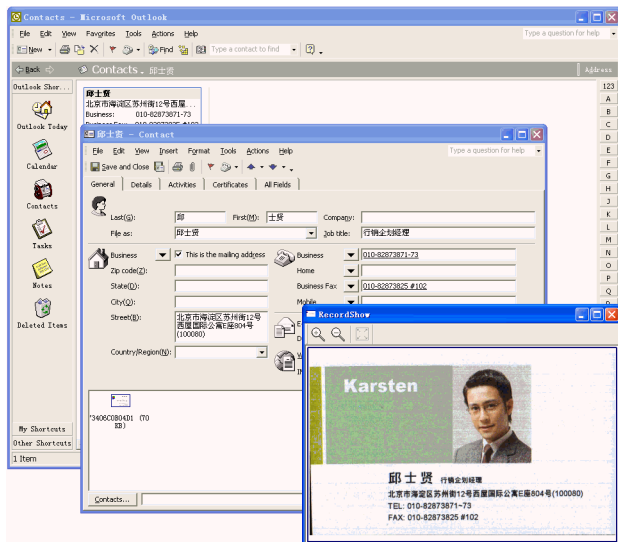 Contacts - Microsoft Outlook
File Edit View Favorites Tools Actions Help
Type a question for help
New Find Type a contact to find
Back Contacts. 邱士贤 Address
Outlook Shor...
Outlook Today
Calendar
Contacts
Tasks
Notes
Deleted Items
My Shortcuts
Other Shortcuts
1 Item
邱士贤
北京市海淀区苏州街12号西屋...
Business: 010-82873871-73
123
A
B
C
D
E
F
G
H
J
K
L
M
N
O
P
Q
邱士贤 - Contact
File Edit View Insert Format Tools Actions Help
Type a question for help
Save and Close
General Details Activities Certificates All Fields
Last(G): 邱 First(M): 士贤 Company:
File as: 邱士贤 Job title: 行销企划经理
Business This is the mailing address Business 010-82873871-73
Zip code(Z): Home
State(D): Business Fax 010-82873825 #102
City(O): Mobile
Street(B): 北京市海淀区苏州街12号
西屋国际公寓E座804号
(100080)
Country/Region(N):
*3406C0B04D1 (70
KB)
Contacts...
RecordShow
Karsten
邱士贤 行销企划经理
北京市海淀区苏州街12号西屋国际公寓E座804号(100080)
TEL: 010-82873871~73
FAX: 010-82873825 #102